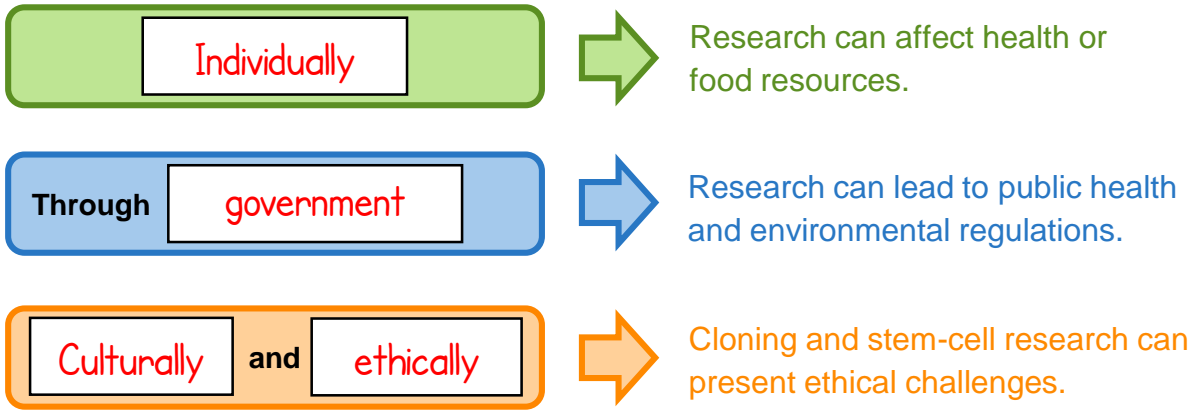 Individually
Research can affect health or
food resources.
Through government
Research can lead to public health
and environmental regulations.
Culturally and ethically
Cloning and stem-cell research can
present ethical challenges.